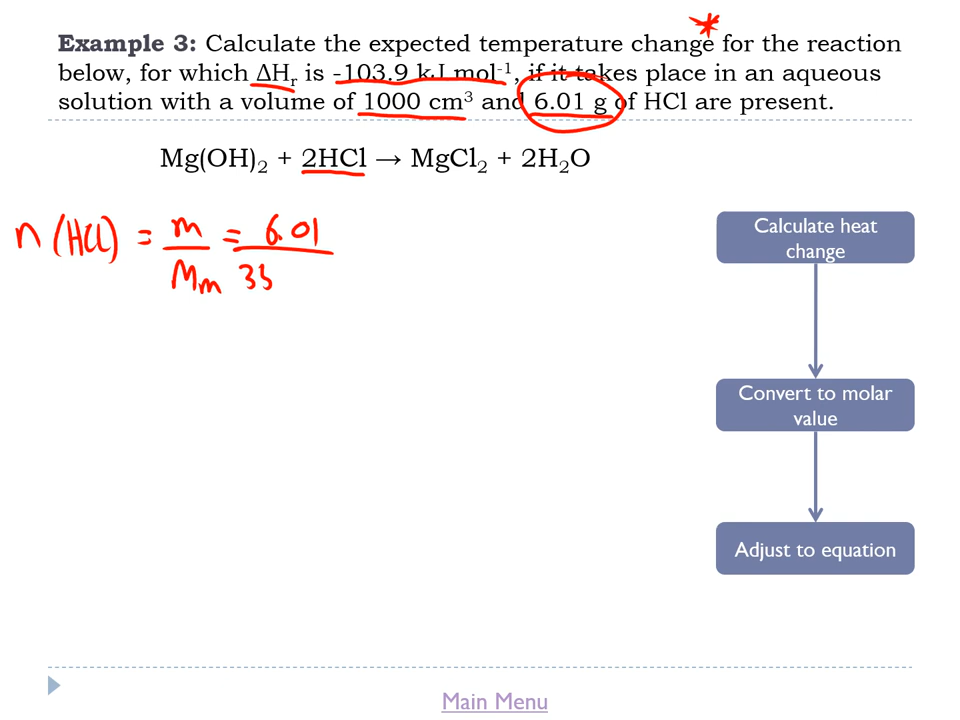 Example 3: Calculate the expected temperature change for the reaction
below, for which ΔHr is -103.9 kJ mol-1, if it takes place in an aqueous
solution with a volume of 1000 cm3 and 6.01 g of HCl are present.
Mg(OH)2 + 2HCl → MgCl2 + 2H2O
n (HCl) = m/Mm = 6.01/35
Calculate heat
change
Convert to molar
value
Adjust to equation
Main Menu